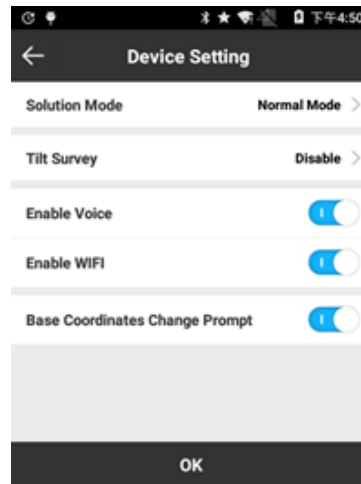 下午4:50
Device Setting
Solution Mode Normal Mode
Tilt Survey Disable
Enable Voice
Enable WIFI
Base Coordinates Change Prompt
OK